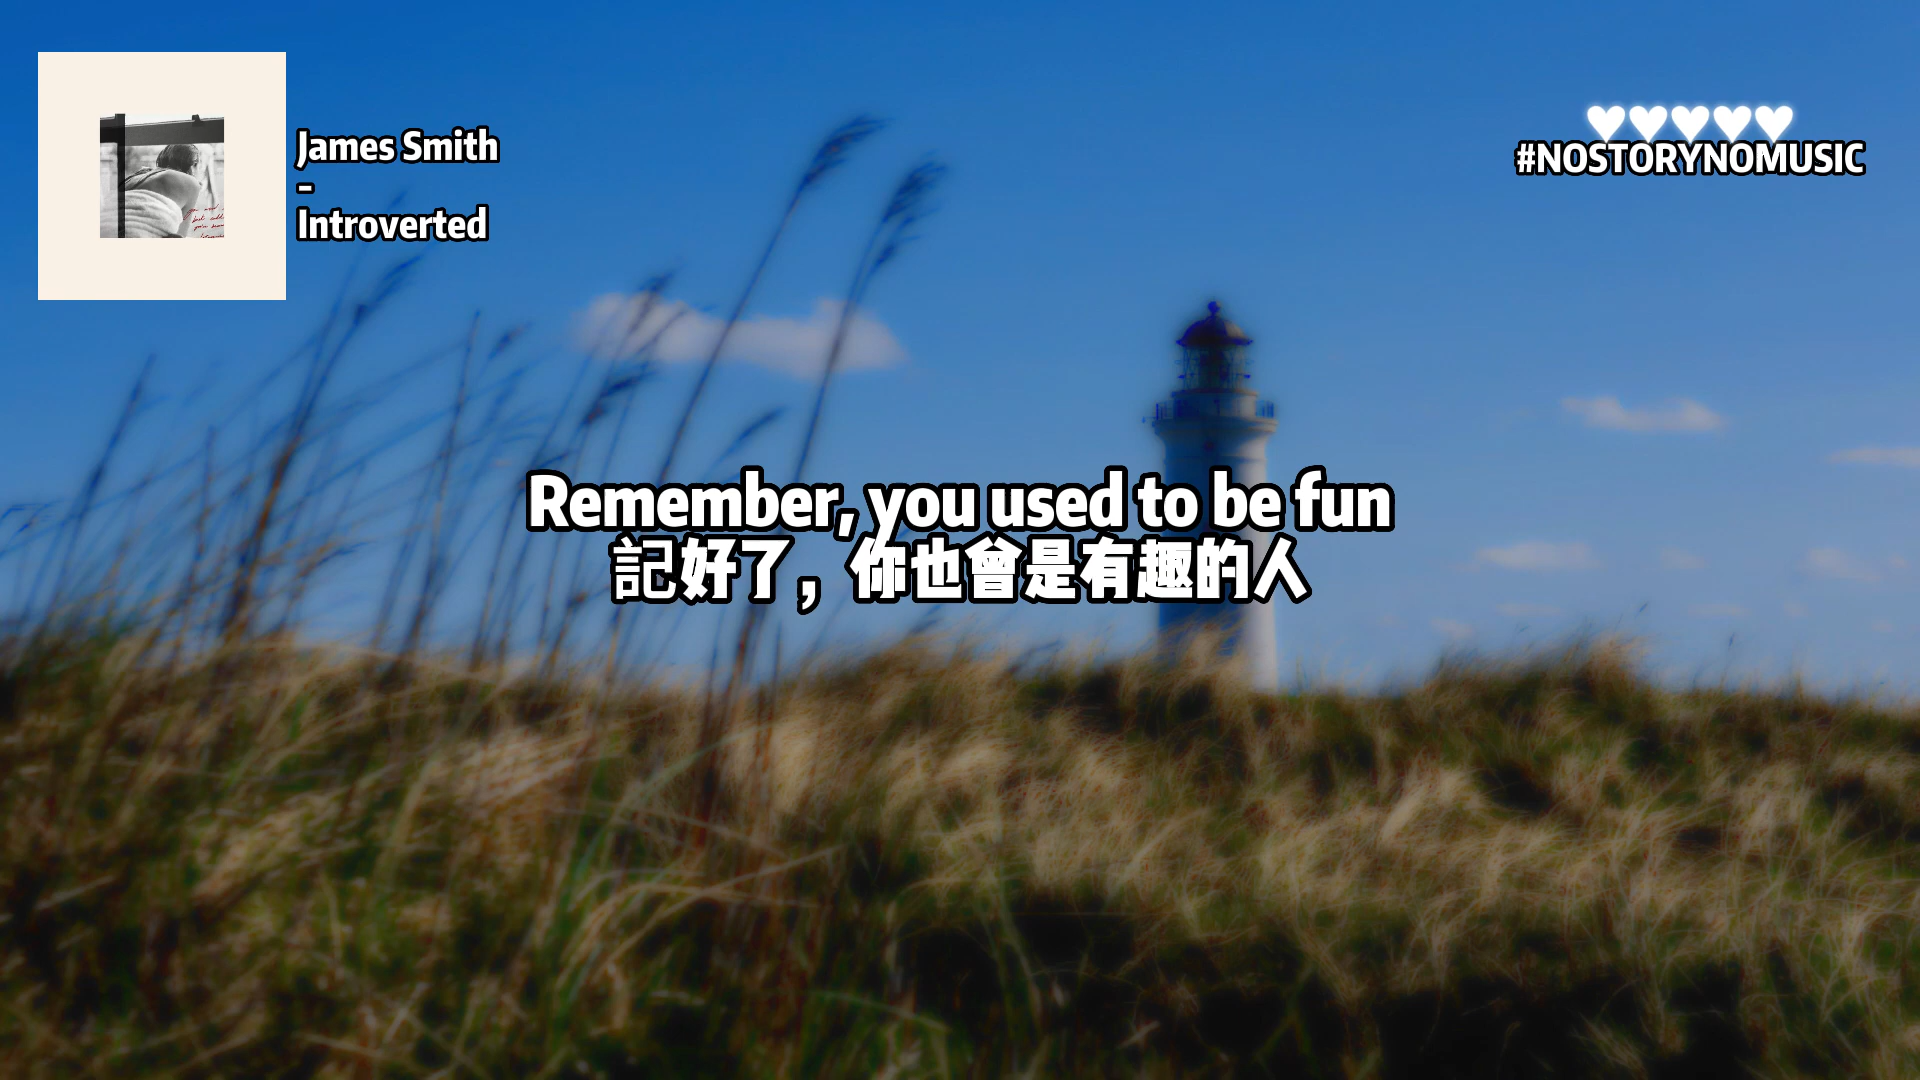 James Smith
-
Introverted
♥♥♥♥♥
#NOSTORYNOMUSIC
Remember, you used to be fun
記好了，你也曾是有趣的人